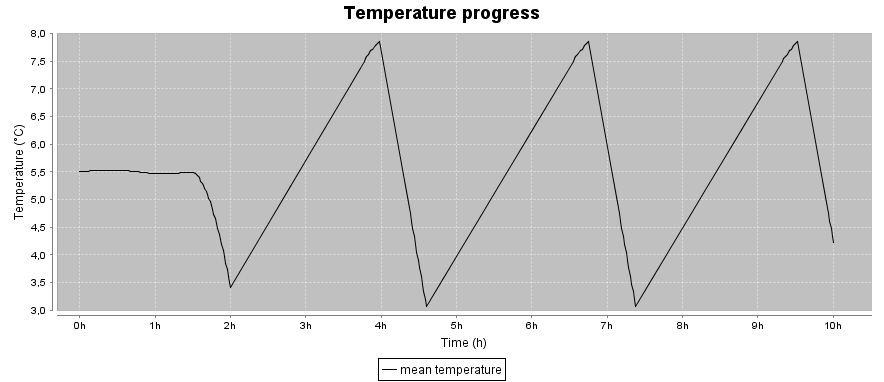 Temperature progress
8,0
7,5
7,0
6,5
6,0
5,5
5,0
4,5
4,0
3,5
3,0
Temperature (°C)
0h 1h 2h 3h 4h 5h 6h 7h 8h 9h 10h
Time (h)
mean temperature